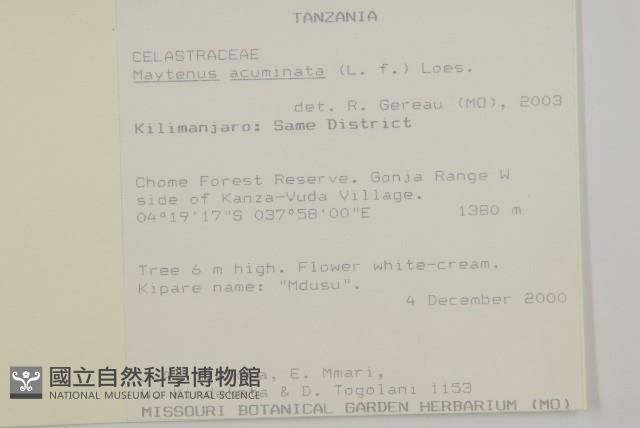 TANZANIA
CELASTRACEAE
Maytenus acuminata (L. f.) Loes.
det. R. Gereau (MO), 2003
Kilimanjaro: Same District
Chome Forest Reserve. Gonja Range W
side of Kanza-Vuda Village.
04°19'17"S 037°58'00"E 1380 m
Tree 6 m high. Flower white-cream.
Kipare name: "Mdusu".
4 December 2000
E. Mmari,
& D. Togolani 1153
MISSOURI BOTANICAL GARDEN HERBARIUM (MO)
國立自然科學博物館
NATIONAL MUSEUM OF NATURAL SCIENCE